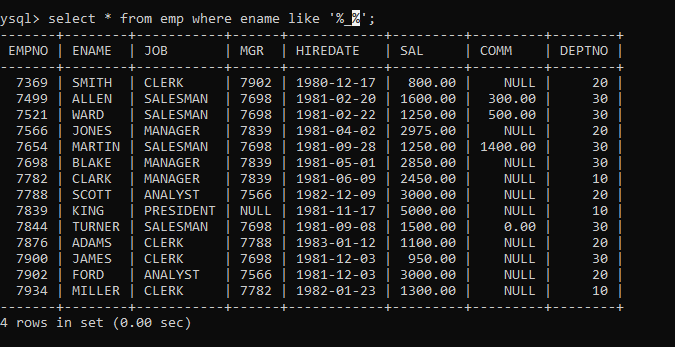 ysql> select * from emp where ename like '%_%';
-------+--------+-----------+------+------------+---------+---------+--------+
 EMPNO | ENAME  | JOB       | MGR  | HIREDATE   | SAL     | COMM    | DEPTNO |
-------+--------+-----------+------+------------+---------+---------+--------+
  7369 | SMITH  | CLERK     | 7902 | 1980-12-17 |  800.00 |    NULL |     20 |
  7499 | ALLEN  | SALESMAN  | 7698 | 1981-02-20 | 1600.00 |  300.00 |     30 |
  7521 | WARD   | SALESMAN  | 7698 | 1981-02-22 | 1250.00 |  500.00 |     30 |
  7566 | JONES  | MANAGER   | 7839 | 1981-04-02 | 2975.00 |    NULL |     20 |
  7654 | MARTIN | SALESMAN  | 7698 | 1981-09-28 | 1250.00 | 1400.00 |     30 |
  7698 | BLAKE  | MANAGER   | 7839 | 1981-05-01 | 2850.00 |    NULL |     30 |
  7782 | CLARK  | MANAGER   | 7839 | 1981-06-09 | 2450.00 |    NULL |     10 |
  7788 | SCOTT  | ANALYST   | 7566 | 1982-12-09 | 3000.00 |    NULL |     20 |
  7839 | KING   | PRESIDENT | NULL | 1981-11-17 | 5000.00 |    NULL |     10 |
  7844 | TURNER | SALESMAN  | 7698 | 1981-09-08 | 1500.00 |    0.00 |     30 |
  7876 | ADAMS  | CLERK     | 7788 | 1983-01-12 | 1100.00 |    NULL |     20 |
  7900 | JAMES  | CLERK     | 7698 | 1981-12-03 |  950.00 |    NULL |     30 |
  7902 | FORD   | ANALYST   | 7566 | 1981-12-03 | 3000.00 |    NULL |     20 |
  7934 | MILLER | CLERK     | 7782 | 1982-01-23 | 1300.00 |    NULL |     10 |
-------+--------+-----------+------+------------+---------+---------+--------+
4 rows in set (0.00 sec)